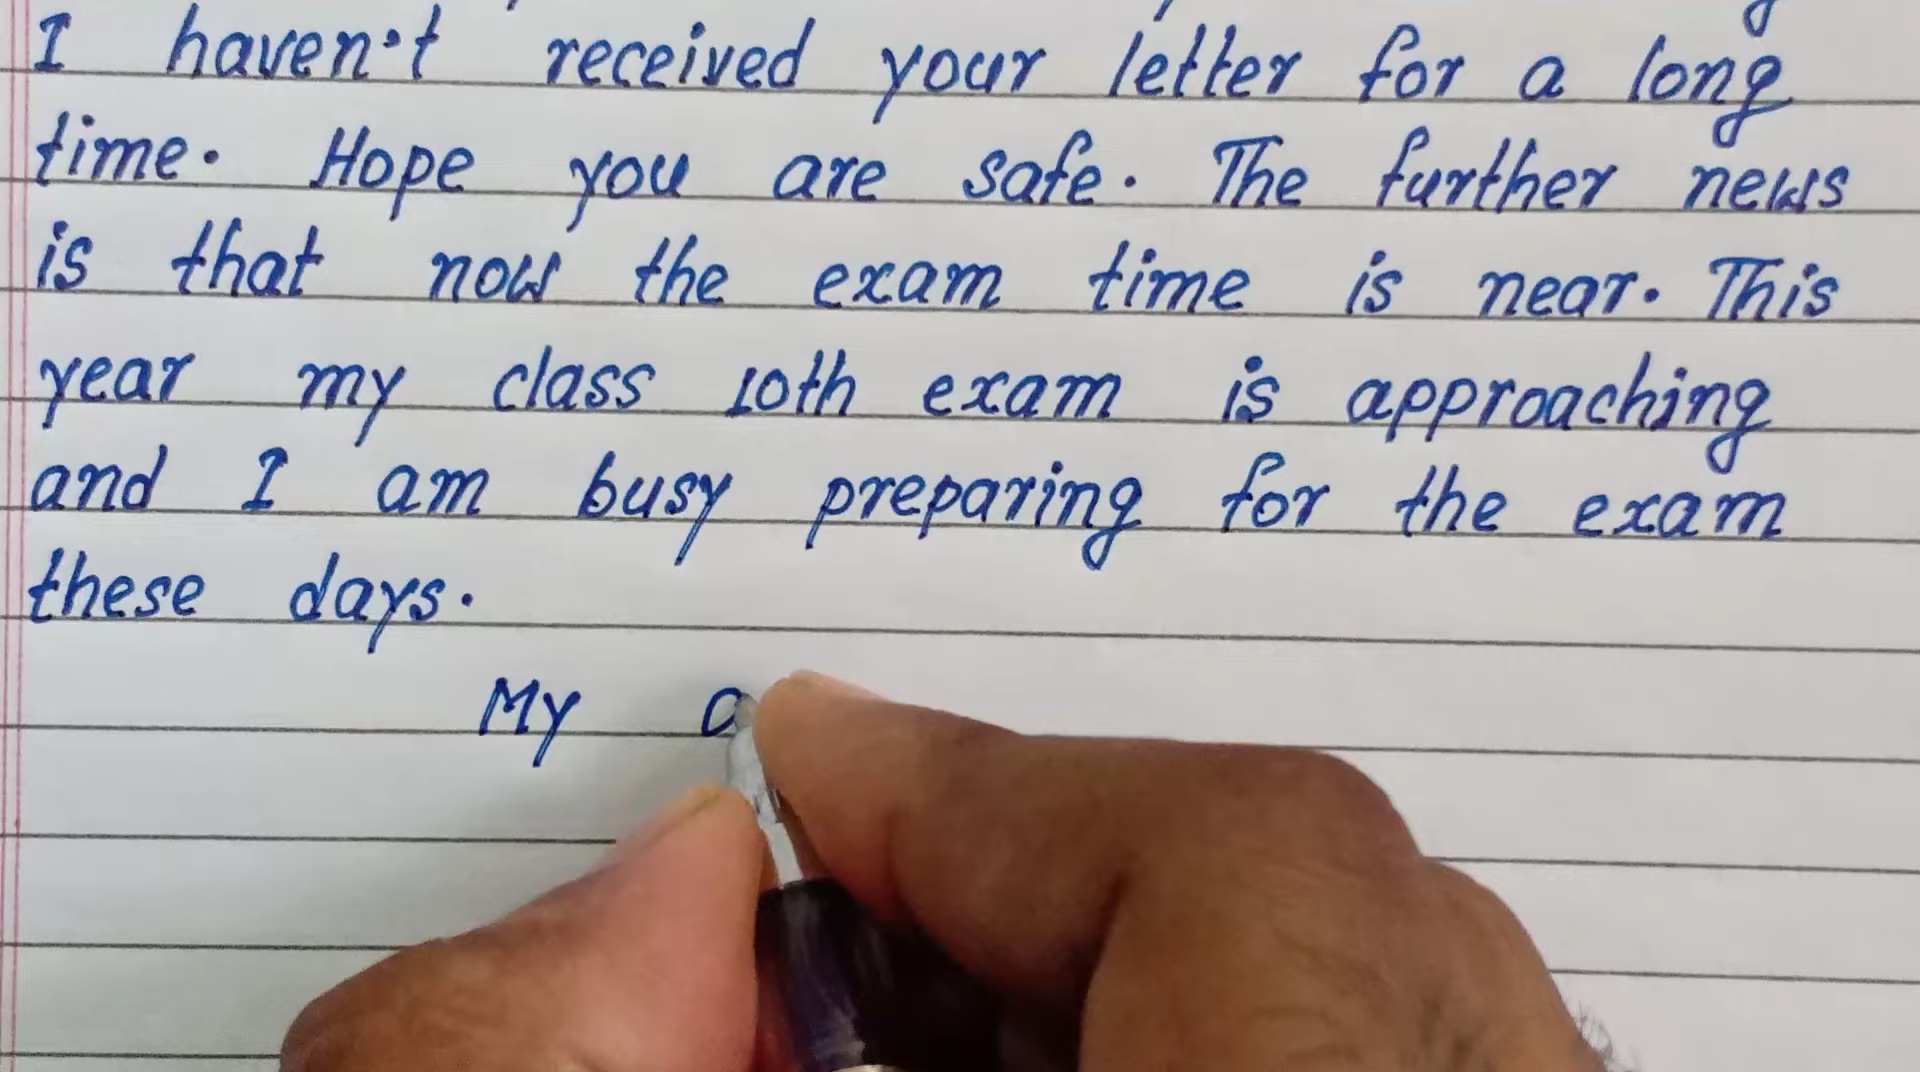 I haven't received your letter for a long
time. Hope you are safe. The further news
is that now the exam time is near. This
year my class 10th exam is approaching
and I am busy preparing for the exam
these days.
My